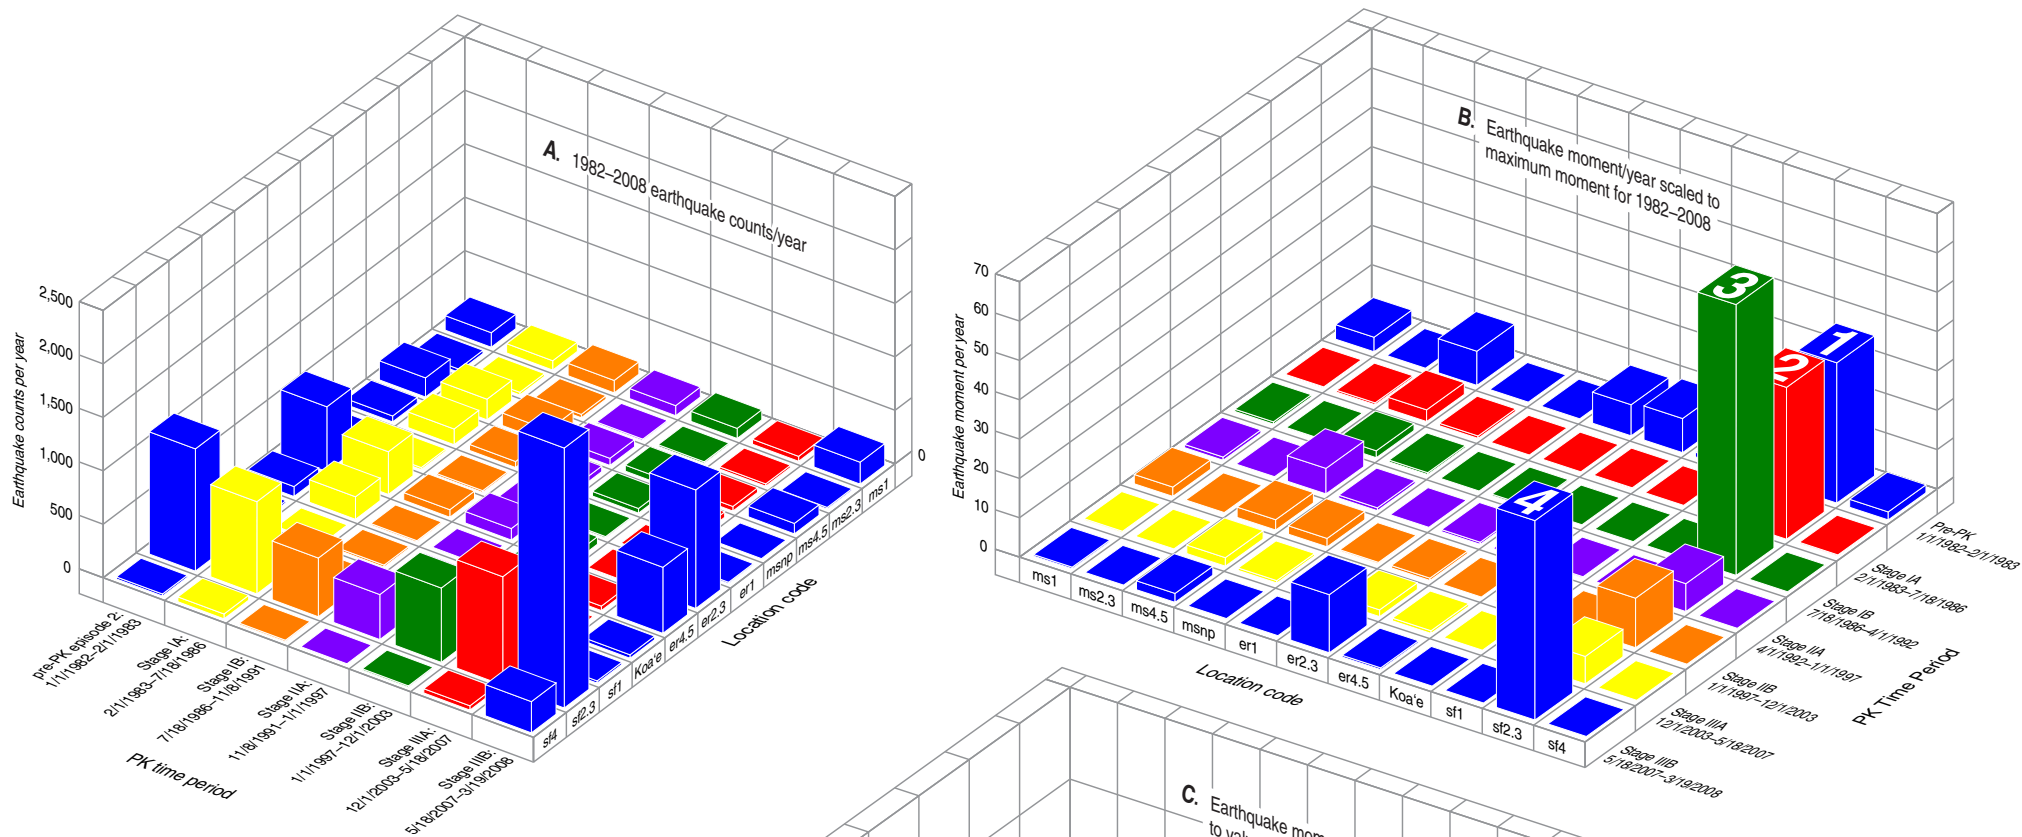 A. 1982–2008 earthquake counts/year
Earthquake counts per year
2,500
2,000
1,500
1,000
500
0
0
pre-PK episode 2:
1/1/1982–2/1/1983
Stage IA:
2/1/1983–7/18/1986
Stage IB:
7/18/1986–11/8/1991
Stage IIA:
11/8/1991–1/1/1997
Stage IIB:
1/1/1997–12/1/2003
Stage IIIA:
12/1/2003–5/18/2007
Stage IIIB:
5/18/2007–3/19/2008
PK time period
sf4
sf2.3
sf1
Koa‘e
er4.5
er2.3
er1
msnp
ms4.5
ms2.3
ms1
Location code
B. Earthquake moment/year scaled to
maximum moment for 1982–2008
Earthquake moment per year
70
60
50
40
30
20
10
0
3
1
2
4
ms1
ms2.3
ms4.5
msnp
er1
er2.3
er4.5
Koa‘e
sf1
sf2.3
sf4
Location code
Pre-PK
1/1/1982–2/1/1983
Stage IA
2/1/1983–7/18/1986
Stage IB
7/18/1986–4/1/1992
Stage IIA
4/1/1992–1/1/1997
Stage IIB
1/1/1997–12/1/2003
Stage IIIA
12/1/2003–5/18/2007
Stage IIIB
5/18/2007–3/19/2008
PK Time Period
C. Earthquake